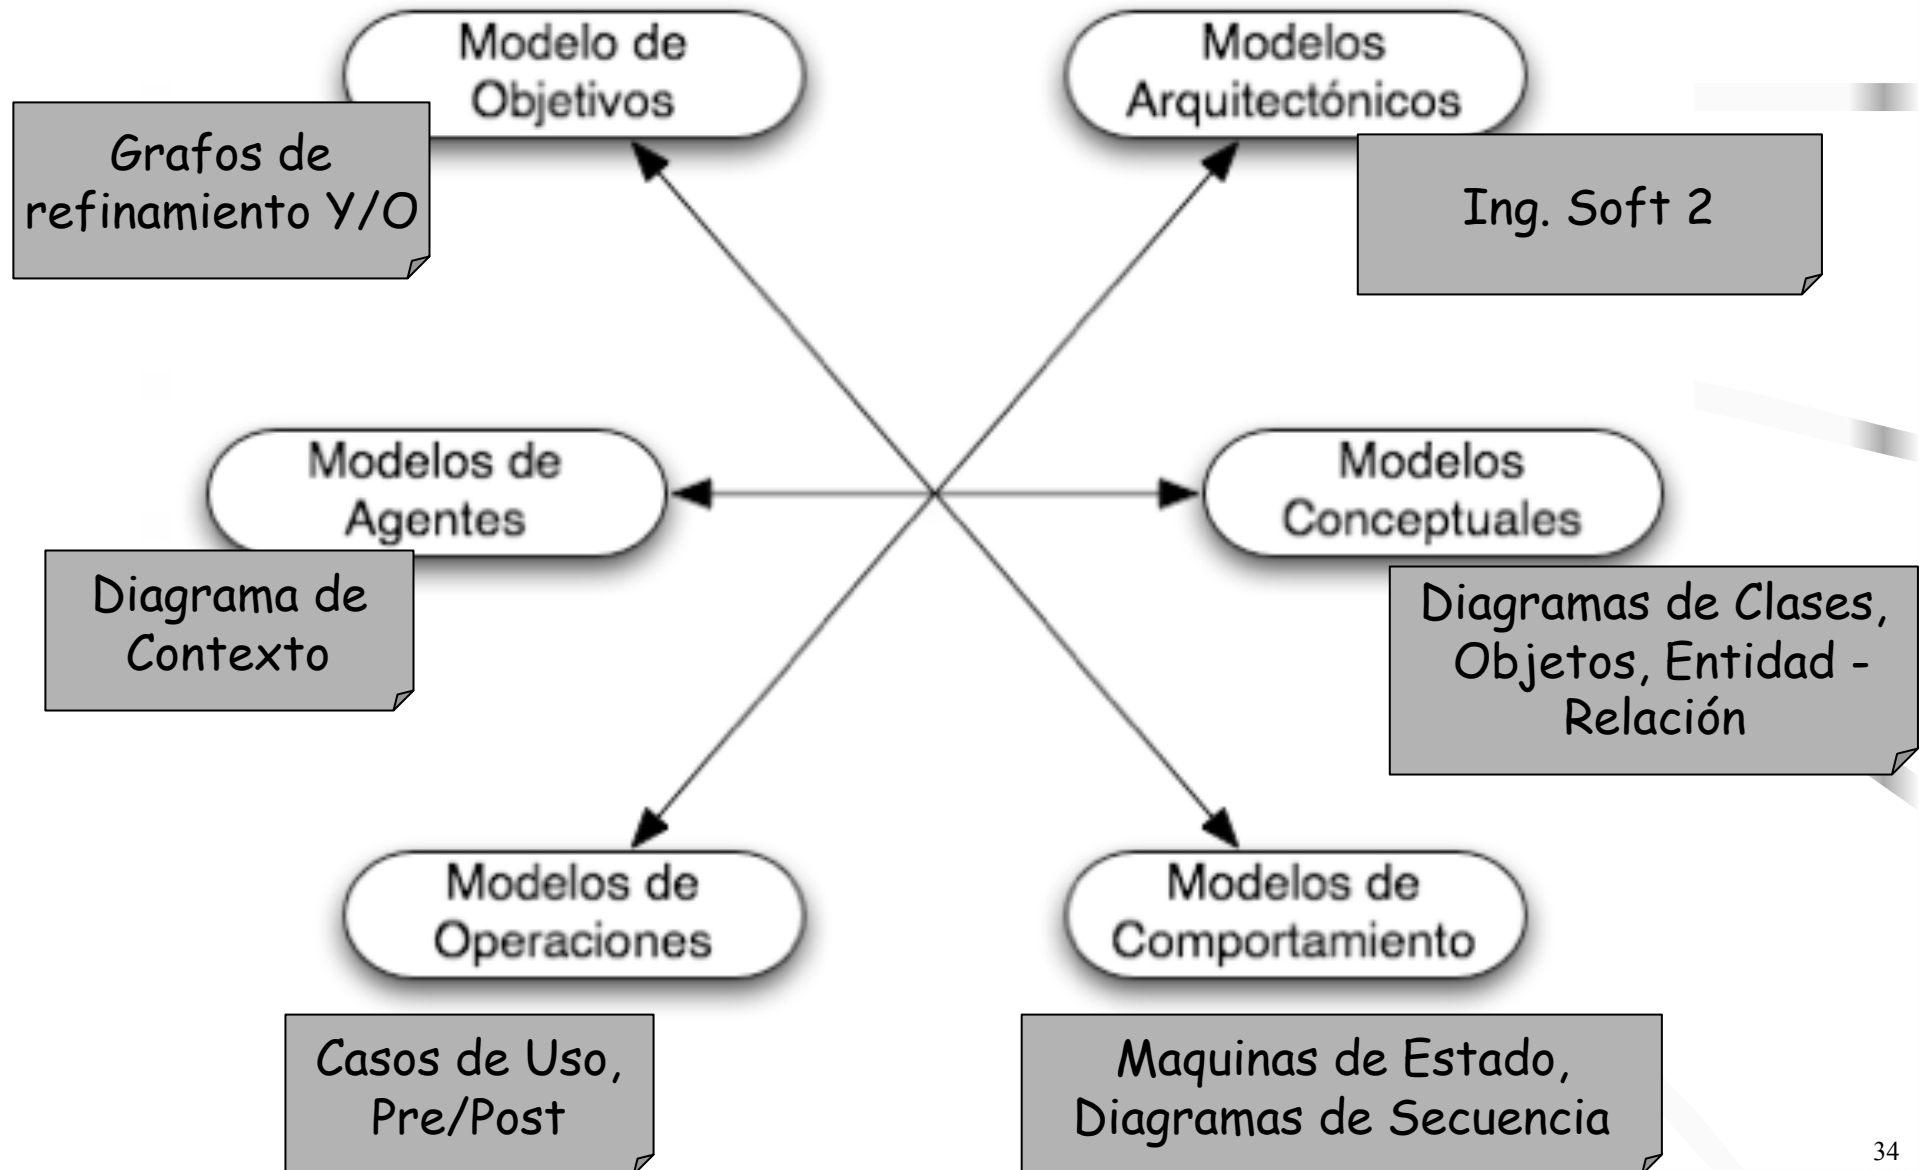 Modelo de
Objetivos
Modelos
Arquitectónicos
Grafos de
refinamiento Y/O
Ing. Soft 2
Modelos de
Agentes
Modelos
Conceptuales
Diagrama de
Contexto
Diagramas de Clases,
Objetos, Entidad -
Relación
Modelos de
Operaciones
Modelos de
Comportamiento
Casos de Uso,
Pre/Post
Maquinas de Estado,
Diagramas de Secuencia
34